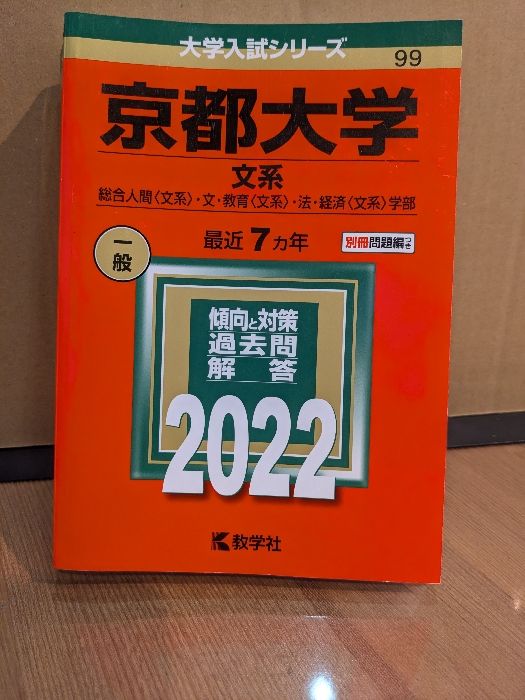 大学入試シリーズ
99
京都大学
文系
総合人間〈文系〉・文・教育〈文系〉・法・経済〈文系〉学部
一般
最近7カ年
別冊問題編つき
傾向と対策
過去問
解答
2022
教学社